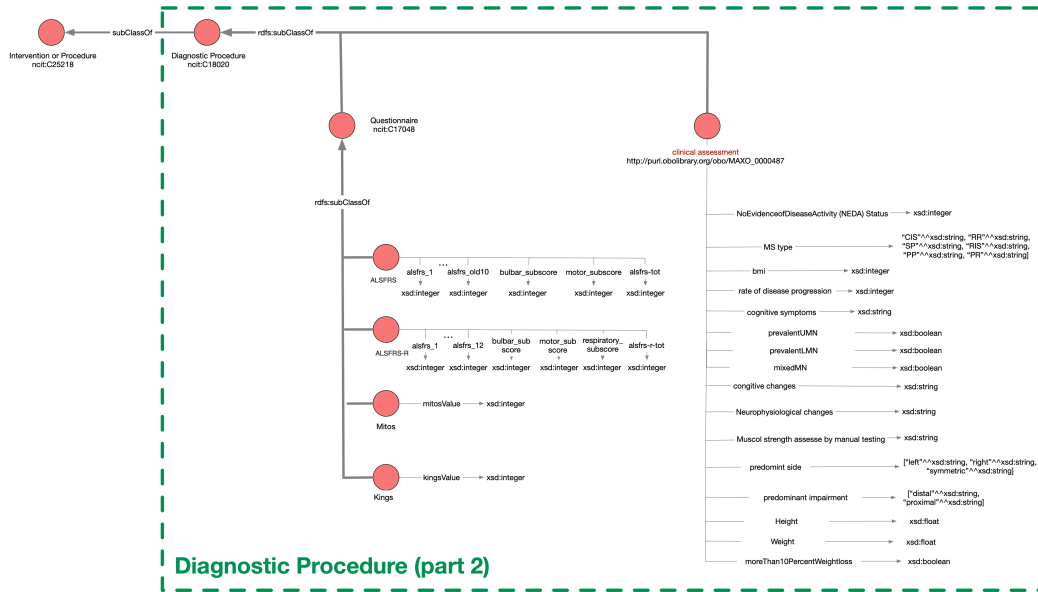 subClassOf
rdfs:subClassOf
Intervention or Procedure
ncit:C25218
Diagnostic Procedure
ncit:C18020
Questionnaire
ncit:C17048
clinical assessment
http://purl.obolibrary.org/obo/MAXO_0000487
rdfs:subClassOf
NoEvidenceofDiseaseActivity (NEDA) Status
xsd:integer
MS type
"CIS"^^xsd:string, "RR"^^xsd:string,
"SP"^^xsd:string, "RIS"^^xsd:string,
"PP"^^xsd:string, "PR"^^xsd:string]
bmi
xsd:integer
rate of disease progression
xsd:integer
cognitive symptoms
xsd:string
prevalentUMN
xsd:boolean
prevalentLMN
xsd:boolean
mixedMN
xsd:boolean
congitive changes
xsd:string
Neurophysiological changes
xsd:string
Muscol strength assesse by manual testing
xsd:string
predomint side
["left"^^xsd:string, "right"^^xsd:string,
"symmetric"^^xsd:string]
predominant impairment
["distal"^^xsd:string,
"proximal"^^xsd:string]
Height
xsd:float
Weight
xsd:float
moreThan10PercentWeightloss
xsd:boolean
ALSFRS
alsfrs_1
...
alsfrs_old10
bulbar_subscore
motor_subscore
alsfrs-tot
xsd:integer
xsd:integer
xsd:integer
xsd:integer
xsd:integer
ALSFRS-R
alsfrs_1
...
alsfrs_12
bulbar_sub
score
motor_sub
score
respiratory_
subscore
alsfrs-r-tot
xsd:integer
xsd:integer
xsd:integer
xsd:integer
xsd:integer
xsd:integer
Mitos
mitosValue
xsd:integer
Kings
kingsValue
xsd:integer
Diagnostic Procedure (part 2)